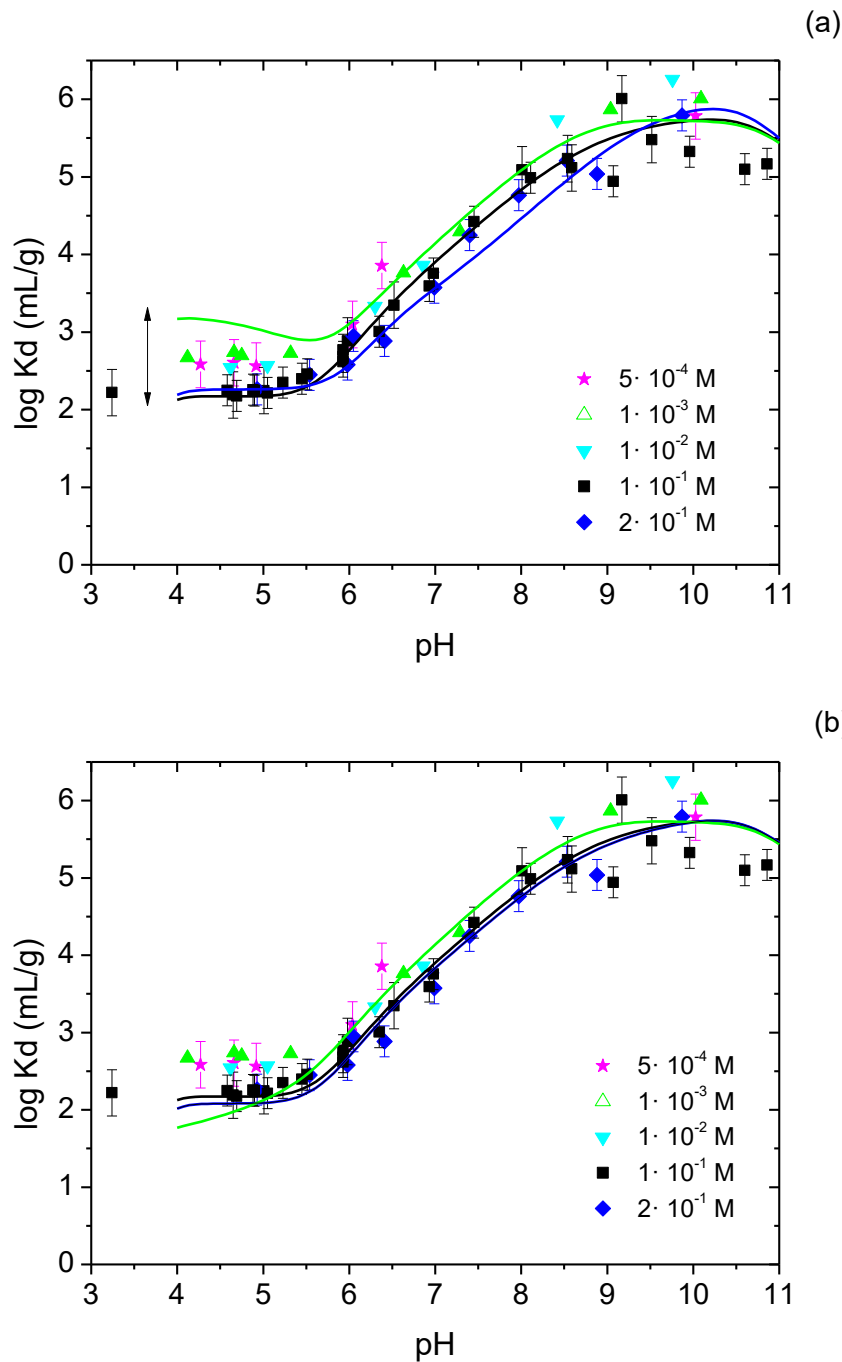 (a)
log Kd (mL/g)
6
5
4
3
2
1
0
5· 10⁻⁴ M
1· 10⁻³ M
1· 10⁻² M
1· 10⁻¹ M
2· 10⁻¹ M
3 4 5 6 7 8 9 10 11
pH
(b
log Kd (mL/g)
6
5
4
3
2
1
0
5· 10⁻⁴ M
1· 10⁻³ M
1· 10⁻² M
1· 10⁻¹ M
2· 10⁻¹ M
3 4 5 6 7 8 9 10 11
pH